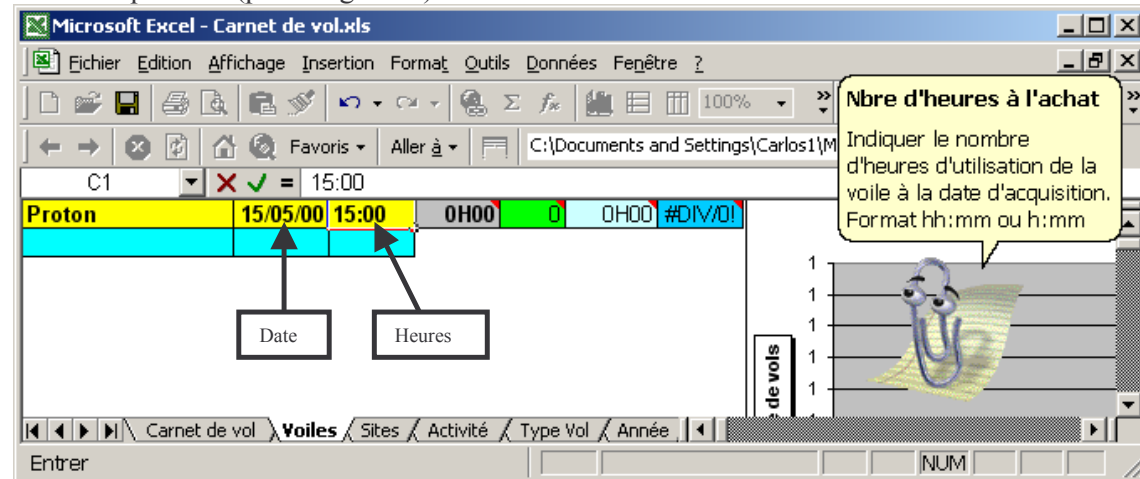 Microsoft Excel - Carnet de vol.xls
Fichier Edition Affichage Insertion Format Outils Données Fenêtre ?
100%
Favoris Aller à C:\Documents and Settings\Carlos1\M
Nbre d'heures à l'achat
Indiquer le nombre
d'heures d'utilisation de la
voile à la date d'acquisition.
Format hh:mm ou h:mm
C1 = 15:00
Proton 15/05/00 15:00 0H00 0 0H00 #DIV/0!
Date
Heures
1
1
1
1
1
de vols
Carnet de vol Voiles Sites Activité Type Vol Année
Entrer NUM